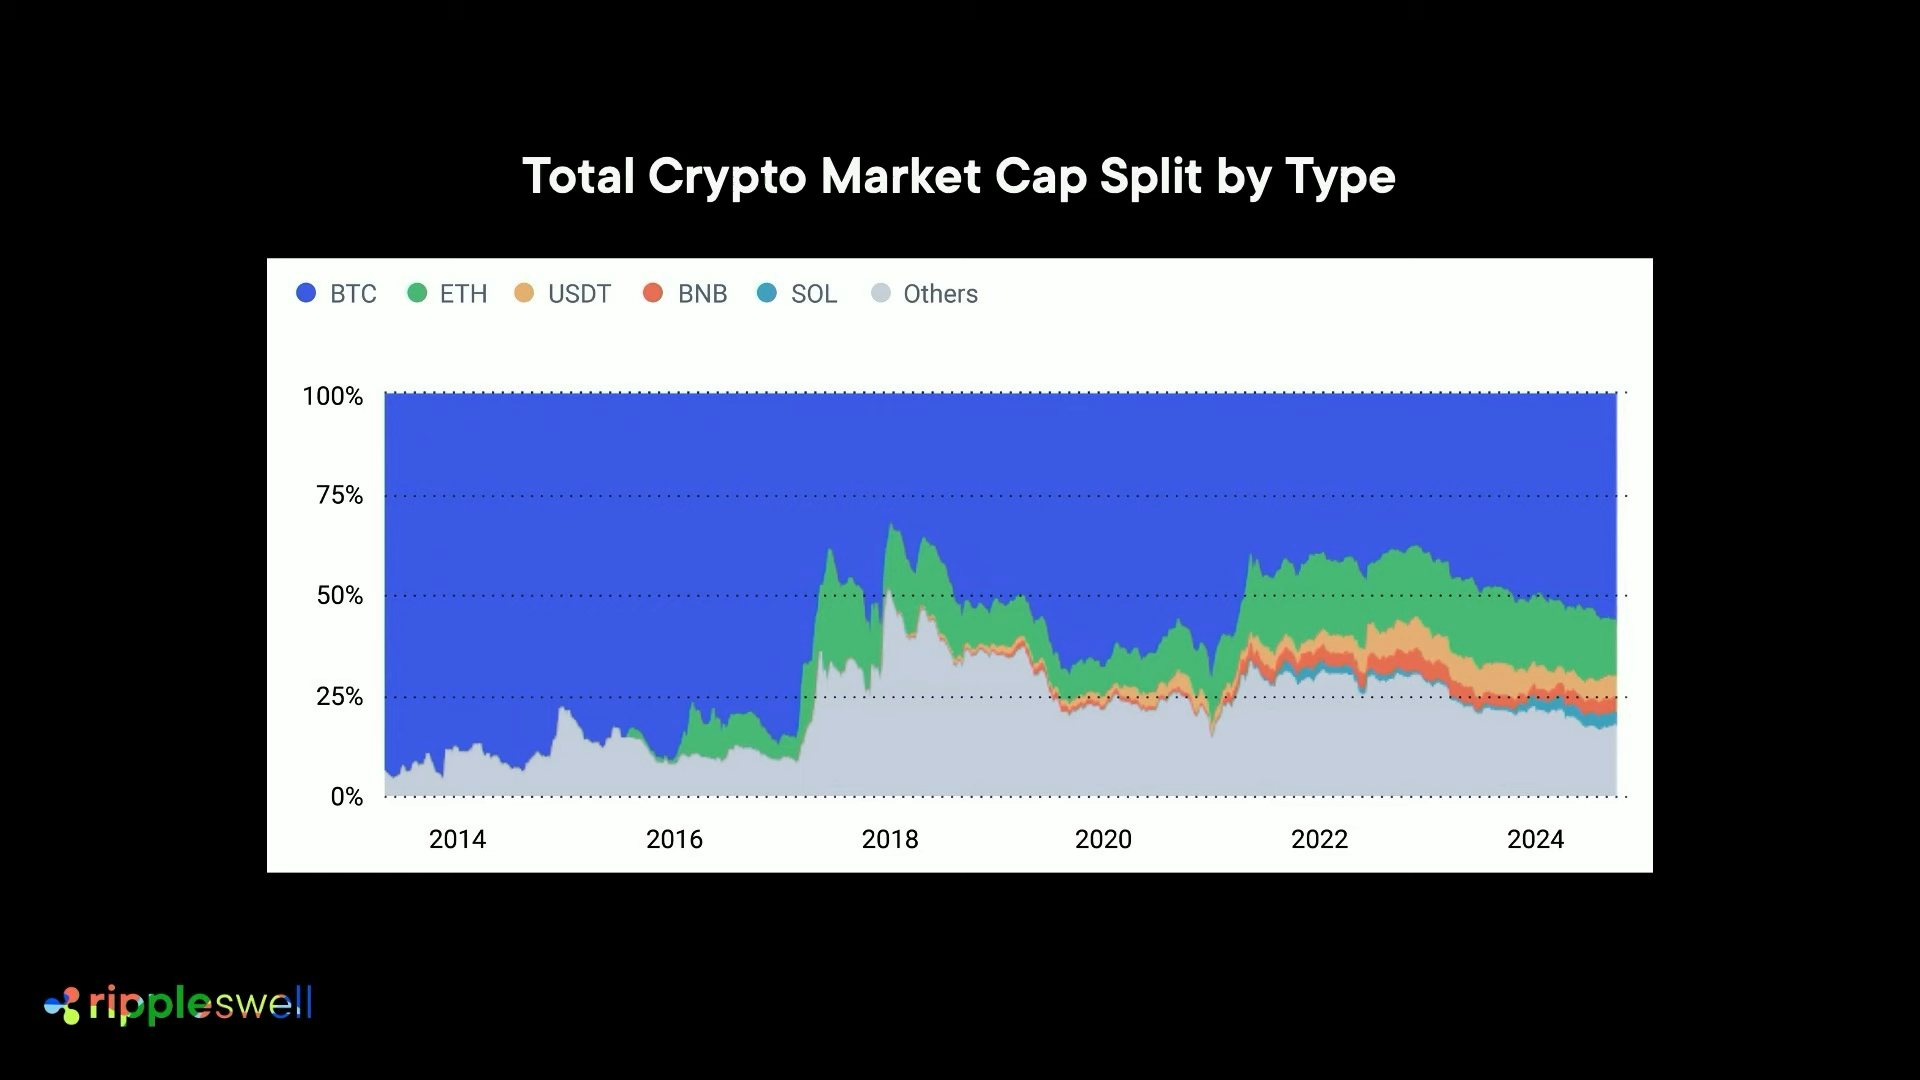 Total Crypto Market Cap Split by Type
BTC ETH USDT BNB SOL Others
100%
75%
50%
25%
0%
2014 2016 2018 2020 2022 2024
rippleswell